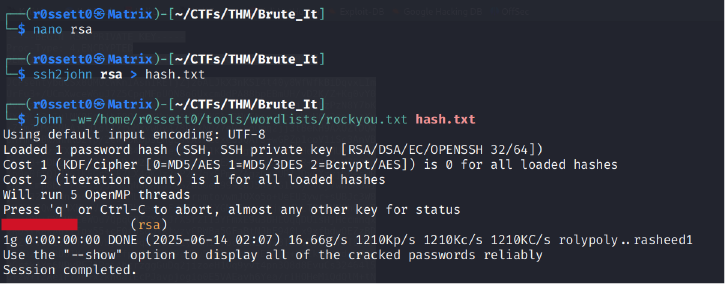 ┌──(r0ssett0㉿Matrix)-[~/CTFs/THM/Brute_It]
└─$ nano rsa
┌──(r0ssett0㉿Matrix)-[~/CTFs/THM/Brute_It]
└─$ ssh2john rsa > hash.txt
┌──(r0ssett0㉿Matrix)-[~/CTFs/THM/Brute_It]
└─$ john -w=/home/r0ssett0/tools/wordlists/rockyou.txt hash.txt
Using default input encoding: UTF-8
Loaded 1 password hash (SSH, SSH private key [RSA/DSA/EC/OPENSSH 32/64])
Cost 1 (KDF/cipher [0=MD5/AES 1=MD5/3DES 2=Bcrypt/AES]) is 0 for all loaded hashes
Cost 2 (iteration count) is 1 for all loaded hashes
Will run 5 OpenMP threads
Press 'q' or Ctrl-C to abort, almost any other key for status
(rsa)
1g 0:00:00:00 DONE (2025-06-14 02:07) 16.66g/s 1210Kp/s 1210Kc/s 1210KC/s rolypoly..rasheed1
Use the "--show" option to display all of the cracked passwords reliably
Session completed.